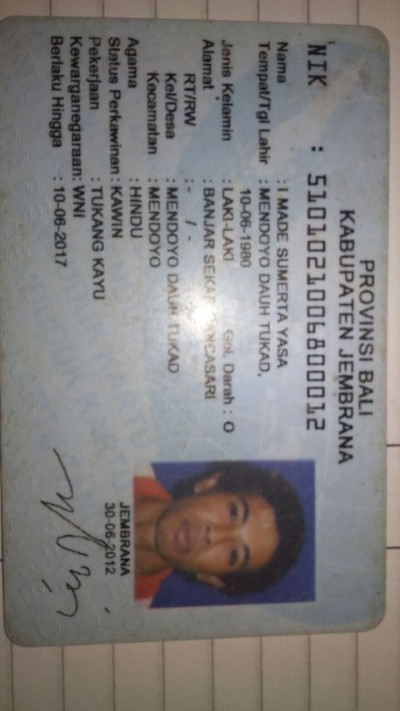 PROVINSI BALI
KABUPATEN JEMBRANA
NIK : 5101021006800012
Nama : I MADE SUMERTA YASA
Tempat/Tgl Lahir : MENDOYO DAUH TUKAD,
10-06-1980
Jenis Kelamin : LAKI-LAKI Gol. Darah : O
Alamat : BANJAR SEKAR
RT/RW : - / -
Kel/Desa : MENDOYO DAUH TUKAD
Kecamatan : MENDOYO
Agama : HINDU
Status Perkawinan : KAWIN
Pekerjaan : TUKANG KAYU
Kewarganegaraan: WNI
Berlaku Hingga : 10-06-2017
JEMBRANA
30-06-2012